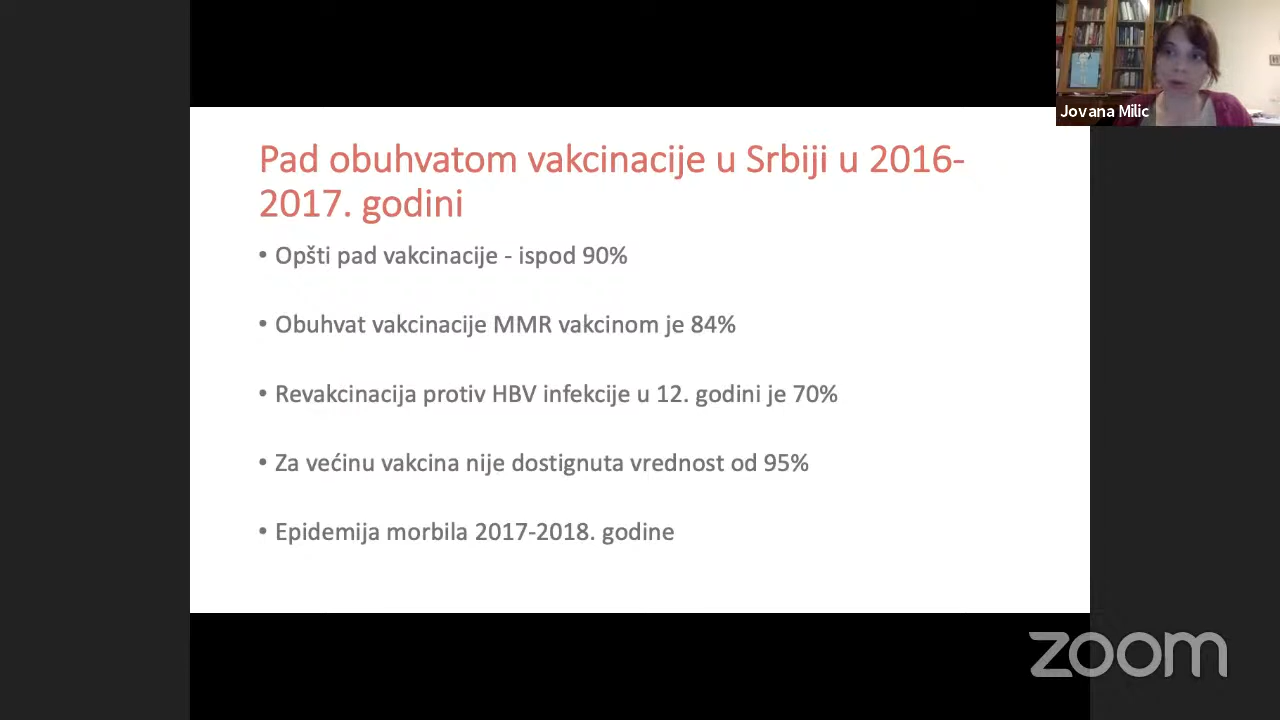 Jovana Milic
Pad obuhvatom vakcinacije u Srbiji u 2016-
2017. godini
• Opšti pad vakcinacije - ispod 90%
• Obuhvat vakcinacije MMR vakcinom je 84%
• Revakcinacija protiv HBV infekcije u 12. godini je 70%
• Za većinu vakcina nije dostignuta vrednost od 95%
• Epidemija morbila 2017-2018. godine
zoom